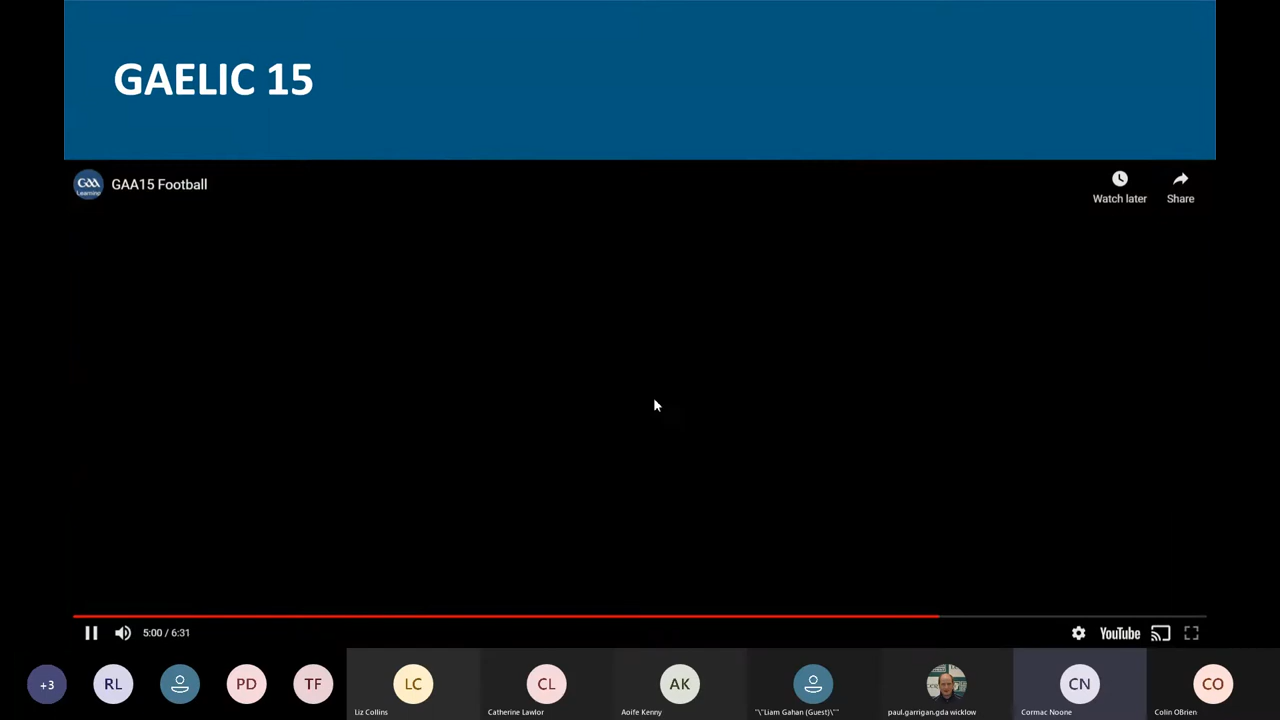 GAELIC 15
GAA
Learning
GAA15 Football
Watch later
Share
5:00 / 6:31
YouTube
+3
RL
PD
TF
LC
CL
AK
CN
CO
Liz Collins
Catherine Lawlor
Aoife Kenny
"\"Liam Gahan (Guest)\""
paul.garrigan.gda wicklow
Cormac Noone
Colin OBrien